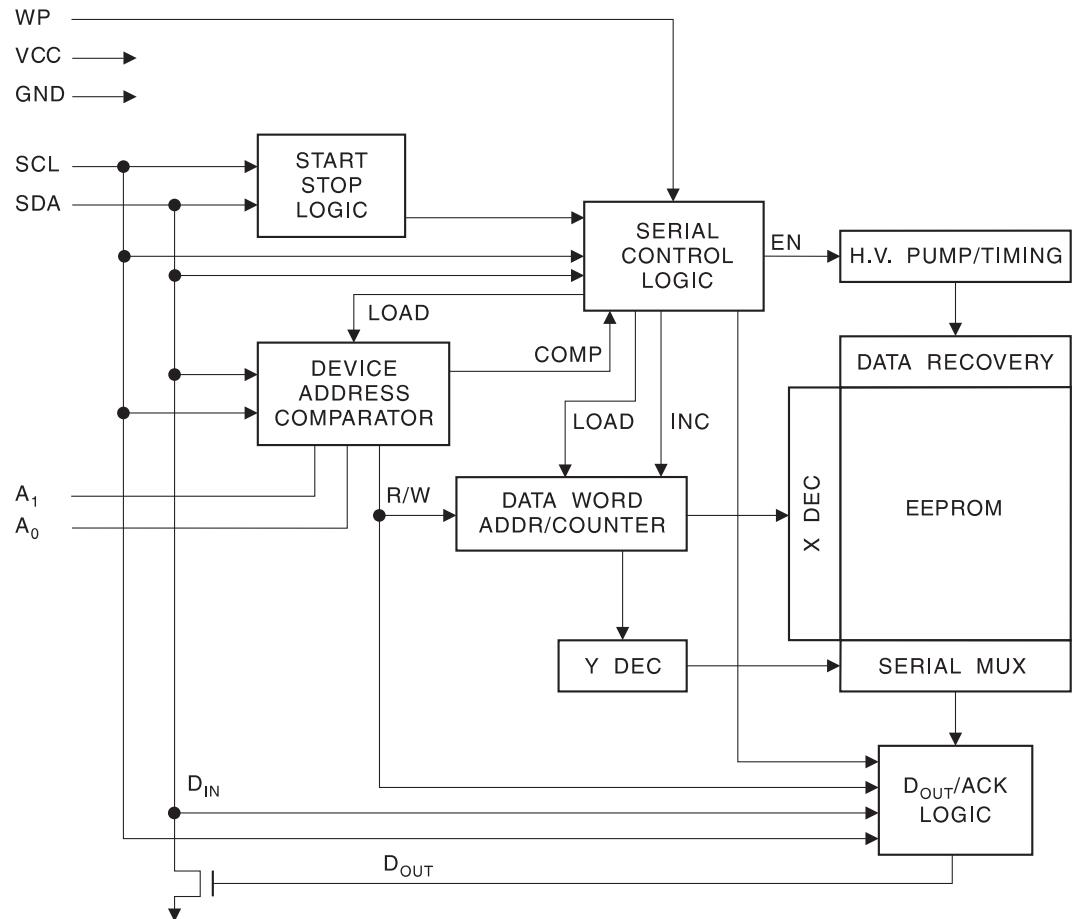 WP
VCC
GND
SCL
SDA
START
STOP
LOGIC
SERIAL
CONTROL
LOGIC
EN
H.V. PUMP/TIMING
LOAD
COMP
DATA RECOVERY
DEVICE
ADDRESS
COMPARATOR
LOAD
INC
A1
A0
R/W
DATA WORD
ADDR/COUNTER
X DEC
EEPROM
Y DEC
SERIAL MUX
DIN
DOUT/ACK
LOGIC
DOUT